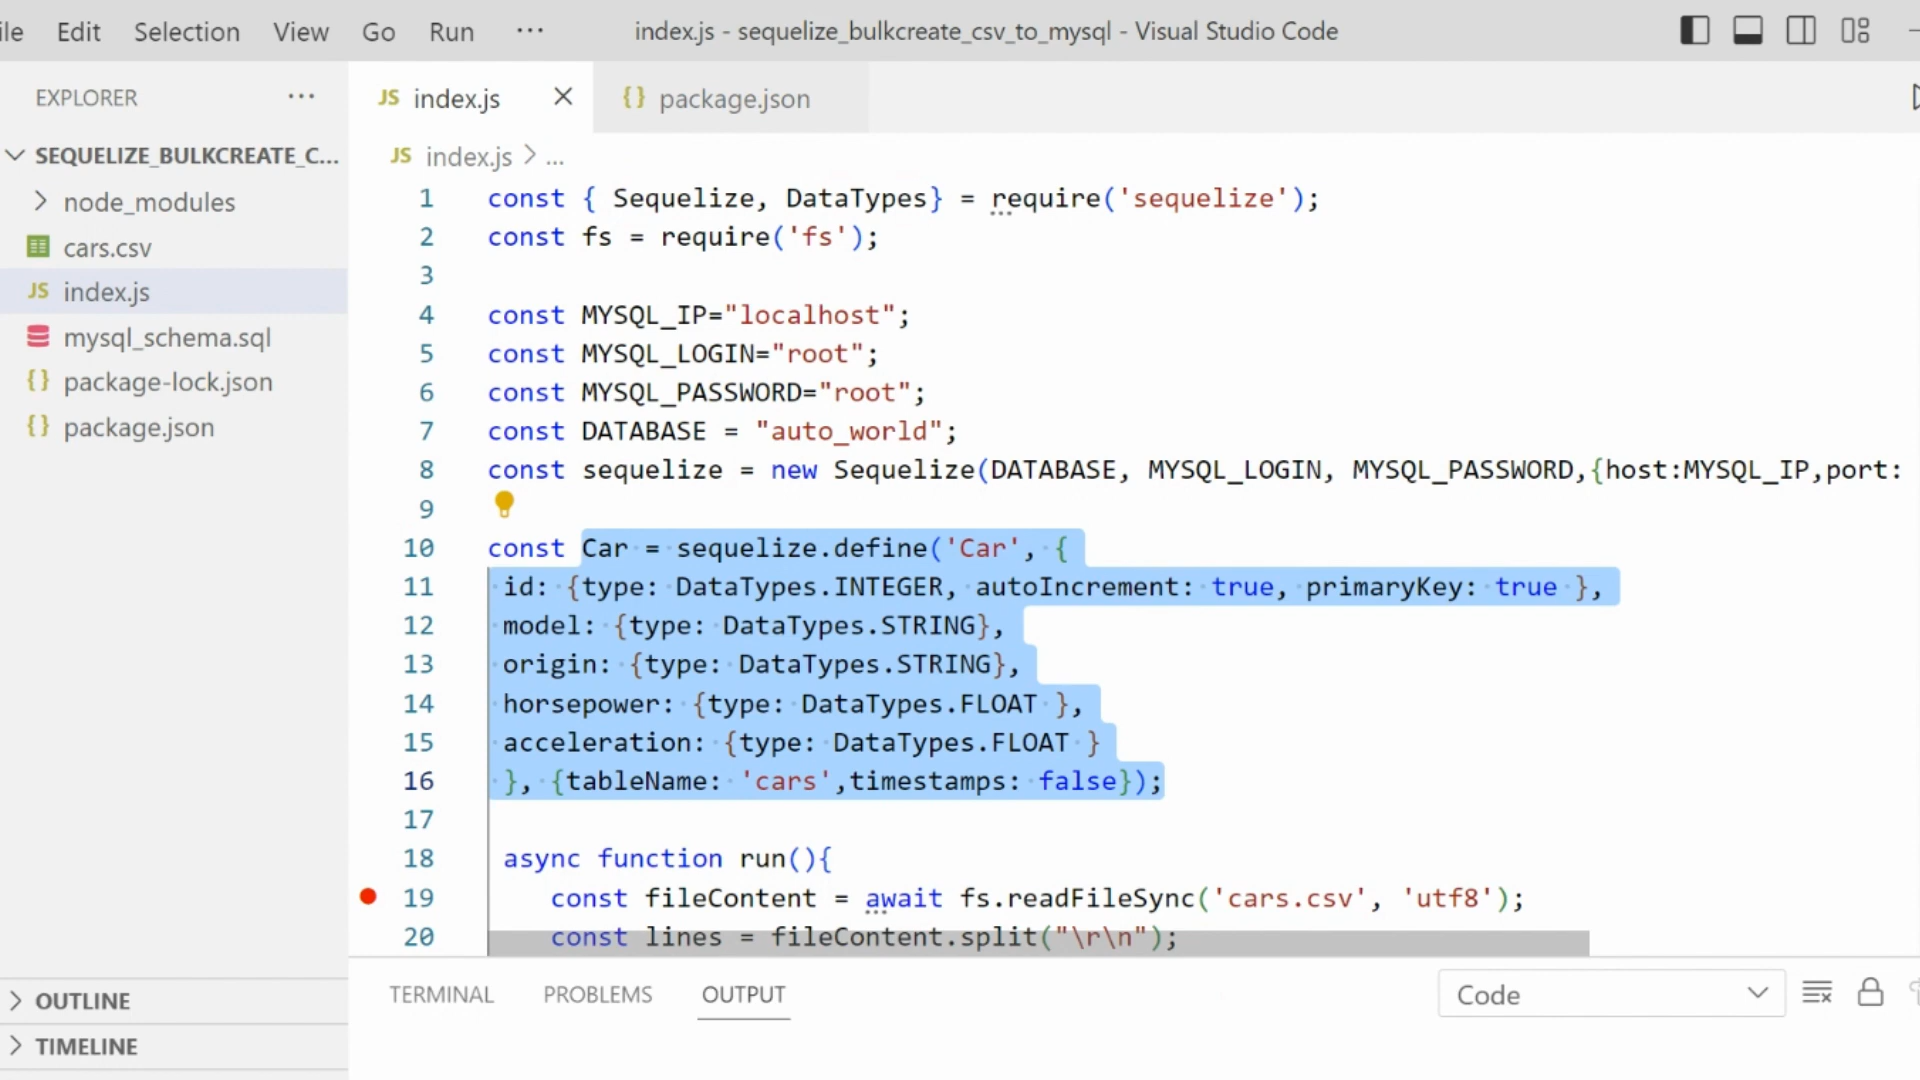 ile Edit Selection View Go Run ··· index.js - sequelize_bulkcreate_csv_to_mysql - Visual Studio Code
EXPLORER ···
JS index.js
{} package.json
SEQUELIZE_BULKCREATE_C...
JS index.js > ...
node_modules
cars.csv
JS index.js
mysql_schema.sql
{} package-lock.json
{} package.json
1 const { Sequelize, DataTypes} = require('sequelize');
2 const fs = require('fs');
3
4 const MYSQL_IP="localhost";
5 const MYSQL_LOGIN="root";
6 const MYSQL_PASSWORD="root";
7 const DATABASE = "auto_world";
8 const sequelize = new Sequelize(DATABASE, MYSQL_LOGIN, MYSQL_PASSWORD,{host:MYSQL_IP,port:
9
10 const Car = sequelize.define('Car', {
11 id: {type: DataTypes.INTEGER, autoIncrement: true, primaryKey: true },
12 model: {type: DataTypes.STRING},
13 origin: {type: DataTypes.STRING},
14 horsepower: {type: DataTypes.FLOAT },
15 acceleration: {type: DataTypes.FLOAT }
16 }, {tableName: 'cars',timestamps: false});
17
18 async function run(){
19 const fileContent = await fs.readFileSync('cars.csv', 'utf8');
20 const lines = fileContent.split("\r\n");
OUTLINE
TIMELINE
TERMINAL PROBLEMS OUTPUT Code